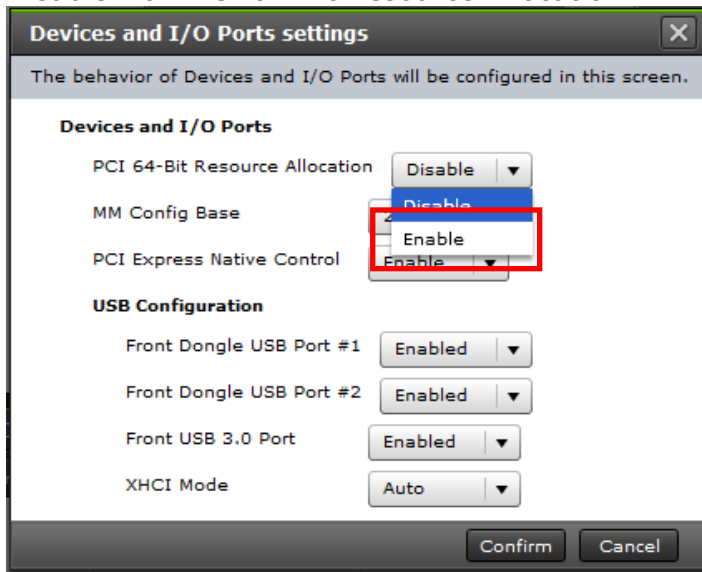 Devices and I/O Ports settings
The behavior of Devices and I/O Ports will be configured in this screen.
Devices and I/O Ports
PCI 64-Bit Resource Allocation Disable
Disable
MM Config Base 2
Enable
PCI Express Native Control Enable
USB Configuration
Front Dongle USB Port #1 Enabled
Front Dongle USB Port #2 Enabled
Front USB 3.0 Port Enabled
XHCI Mode Auto
Confirm Cancel